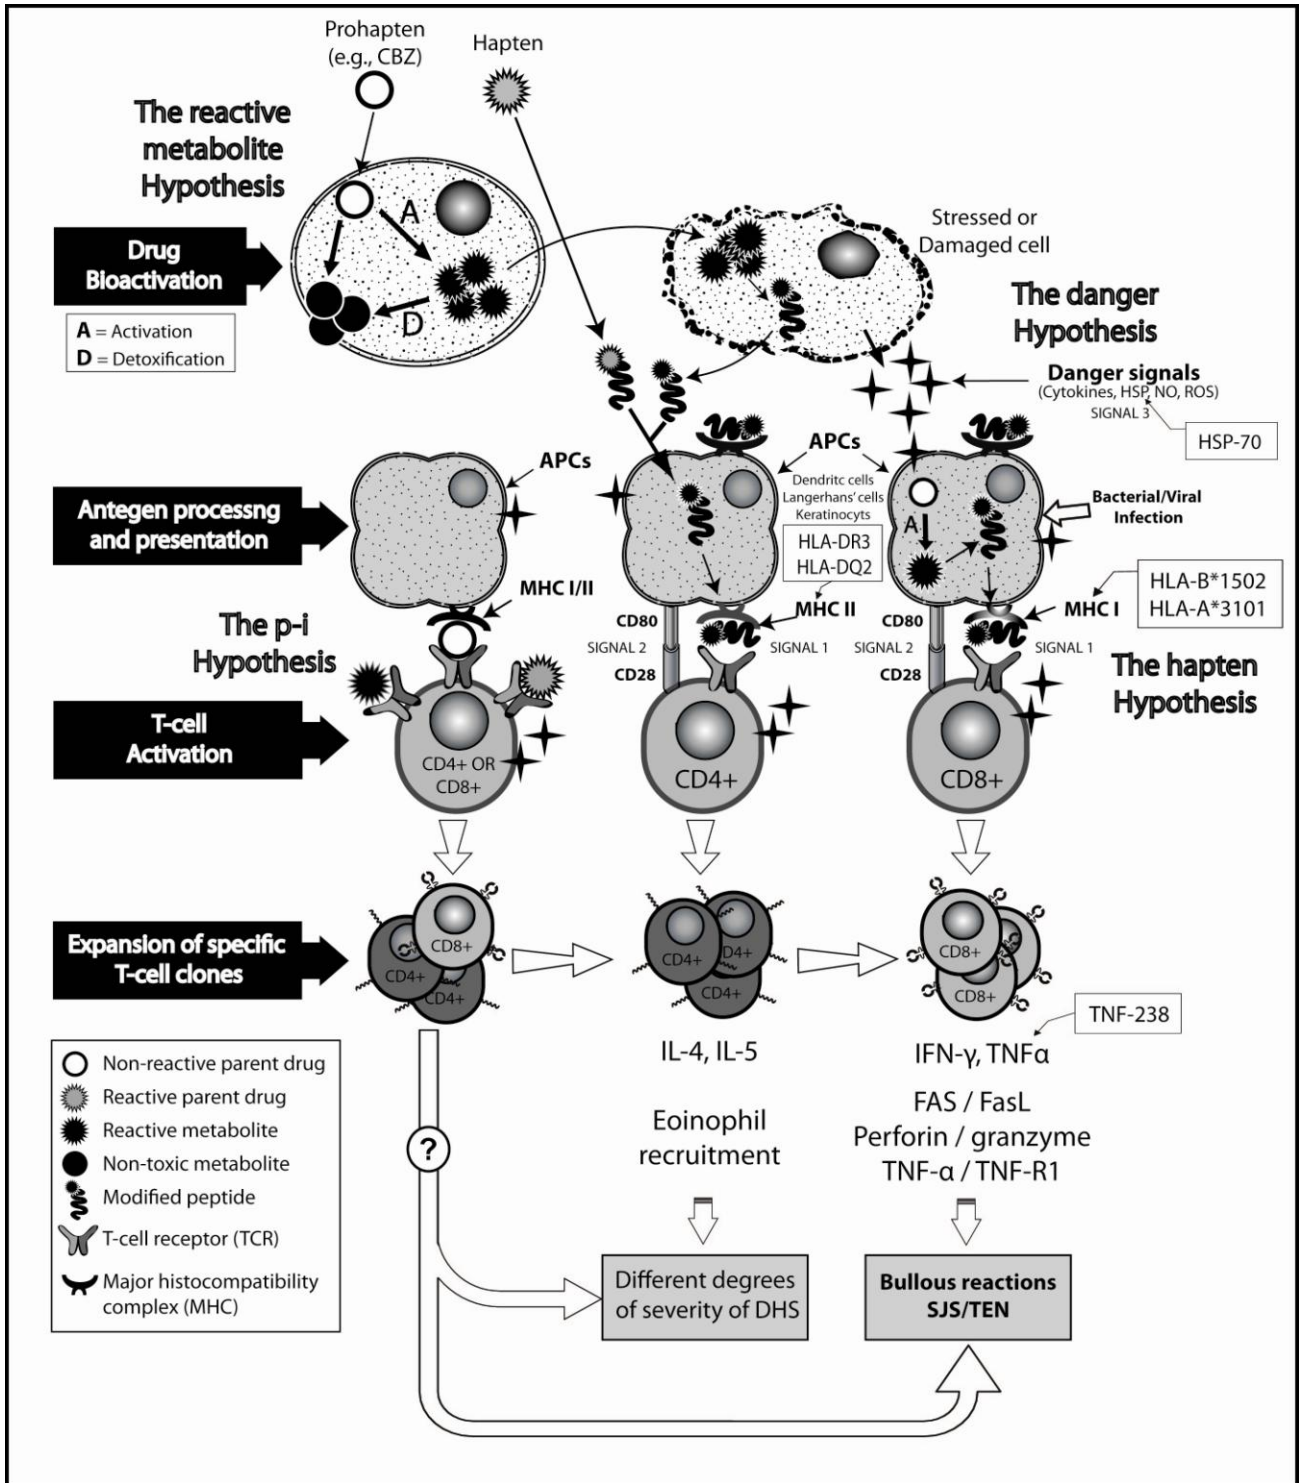 Prohapten
(e.g., CBZ)
Hapten
The reactive
metabolite
Hypothesis
A
D
Drug
Bioactivation
A = Activation
D = Detoxification
Stressed or
Damaged cell
The danger
Hypothesis
Danger signals
(Cytokines, HSP, NO, ROS)
SIGNAL 3
HSP-70
Antegen processng
and presentation
APCs
APCs
Dendritc cells
Langerhans' cells
Keratinocyts
HLA-DR3
HLA-DQ2
A
Bacterial/Viral
Infection
HLA-B*1502
HLA-A*3101
MHC I/II
MHC II
MHC I
CD80
SIGNAL 2
CD28
SIGNAL 1
CD80
SIGNAL 2
CD28
SIGNAL 1
The p-i
Hypothesis
The hapten
Hypothesis
T-cell
Activation
CD4+ OR
CD8+
CD4+
CD8+
Expansion of specific
T-cell clones
CD8+
CD4+
CD4+
CD4+
D4+
CD4+
CD8+
CD8+
TNF-238
IL-4, IL-5
IFN-γ, TNFα
Eoinophil
recruitment
FAS / FasL
Perforin / granzyme
TNF-α / TNF-R1
?
Non-reactive parent drug
Reactive parent drug
Reactive metabolite
Non-toxic metabolite
Modified peptide
T-cell receptor (TCR)
Major histocompatibility
complex (MHC)
Different degrees
of severity of DHS
Bullous reactions
SJS/TEN